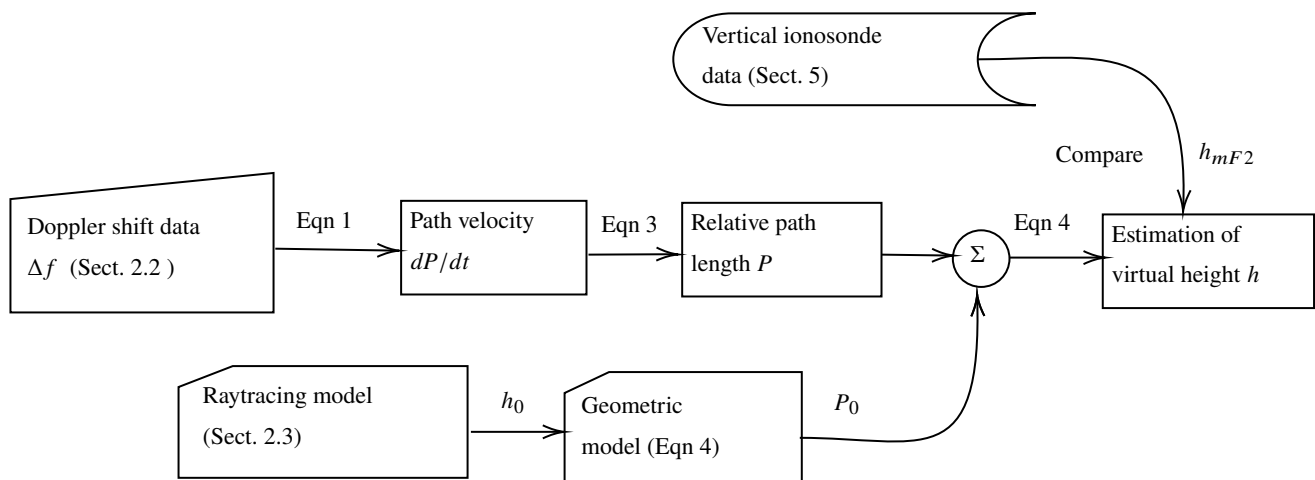 Vertical ionosonde
data (Sect. 5)
Compare
h_{mF2}
Doppler shift data
Δf (Sect. 2.2 )
Eqn 1
Path velocity
dP/dt
Eqn 3
Relative path
length P
Σ
Eqn 4
Estimation of
virtual height h
Raytracing model
(Sect. 2.3)
h_0
Geometric
model (Eqn 4)
P_0